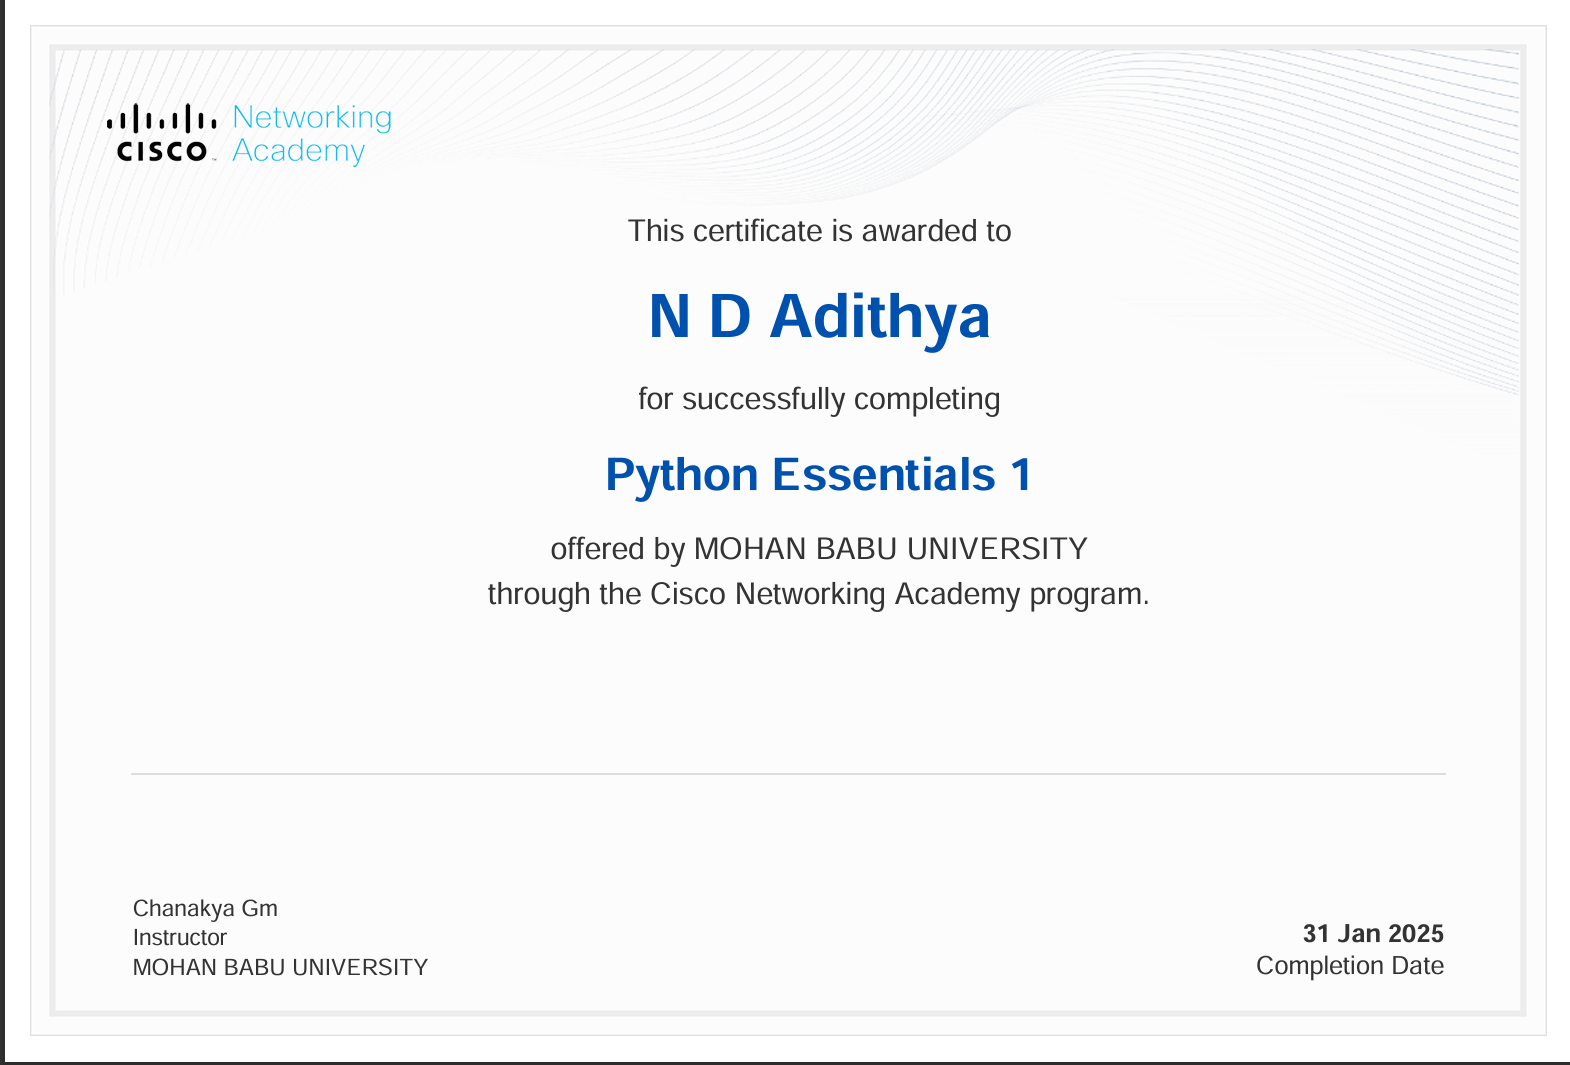 CISCO
Networking
Academy
This certificate is awarded to
N D Adithya
for successfully completing
Python Essentials 1
offered by MOHAN BABU UNIVERSITY
through the Cisco Networking Academy program.
Chanakya Gm
Instructor
MOHAN BABU UNIVERSITY
31 Jan 2025
Completion Date